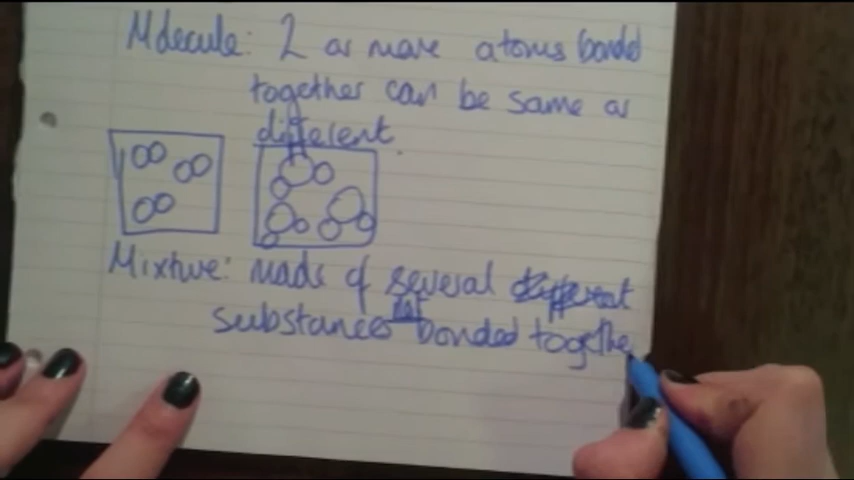 Molecule: 2 or more atoms bonded
together can be same or
different.
Mixture: made of several different
substances not bonded together